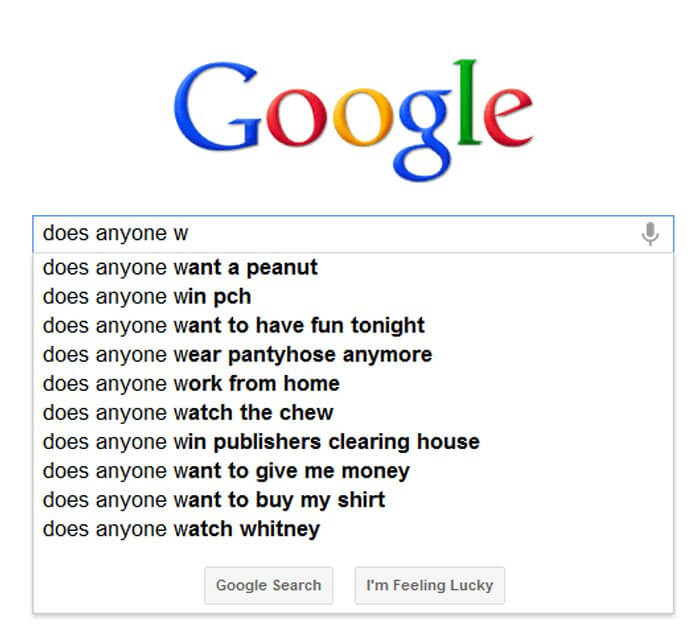 Google
does anyone w
does anyone want a peanut
does anyone win pch
does anyone want to have fun tonight
does anyone wear pantyhose anymore
does anyone work from home
does anyone watch the chew
does anyone win publishers clearing house
does anyone want to give me money
does anyone want to buy my shirt
does anyone watch whitney
Google Search I'm Feeling Lucky